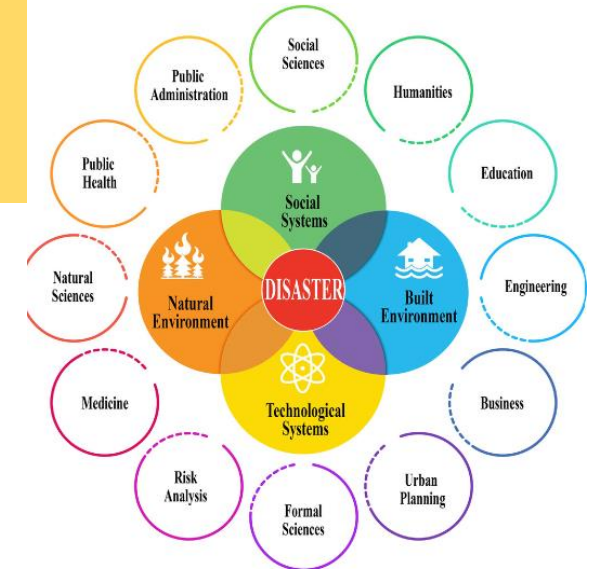 Social
Sciences
Public
Administration
Humanities
Public
Health
Education
Social
Systems
Natural
Sciences
Natural
Environment
DISASTER
Built
Environment
Engineering
Medicine
Technological
Systems
Business
Risk
Analysis
Formal
Sciences
Urban
Planning